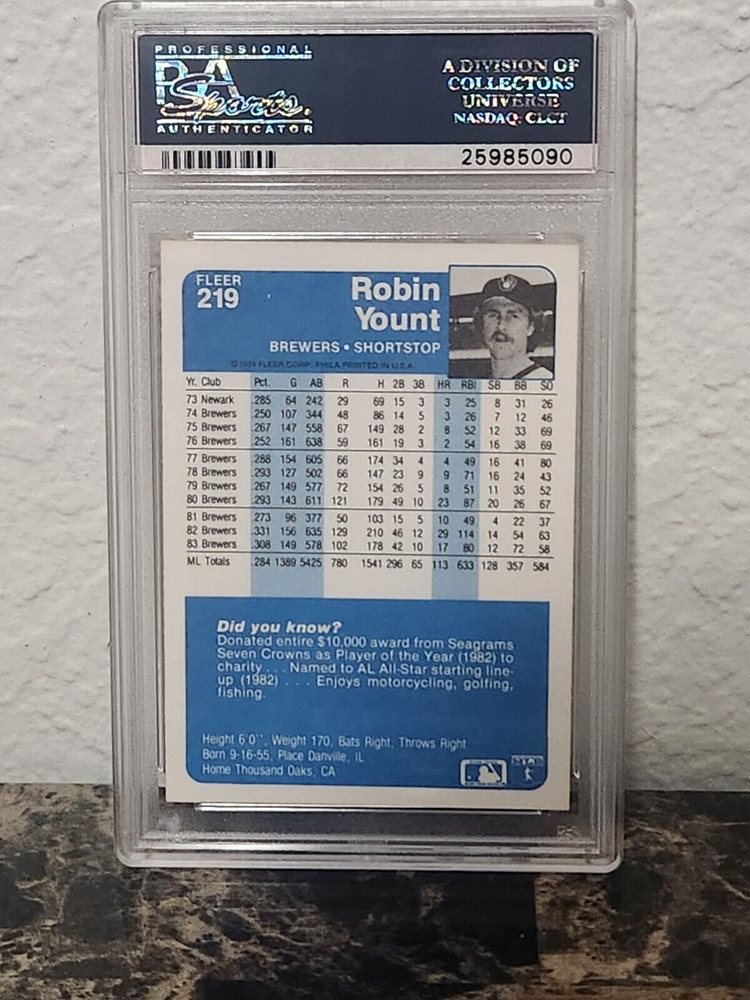 PROFESSIONAL
PSA
Sports
AUTHENTICATOR
A DIVISION OF
COLLECTORS
UNIVERSE
NASDAQ: CLCT
25985090
FLEER
219
Robin
Yount
BREWERS • SHORTSTOP
© 1984 FLEER CORP., PHILA PRINTED IN U.S.A.
Yr. Club Pct. G AB R H 2B 3B HR RBI SB BB SO
73 Newark .285 64 242 29 69 15 3 3 25 8 31 26
74 Brewers .250 107 344 48 86 14 5 3 26 7 12 46
75 Brewers .267 147 558 67 149 28 2 8 52 12 33 69
76 Brewers .252 161 638 59 161 19 3 2 54 16 38 69
77 Brewers .288 154 605 66 174 34 4 4 49 16 41 80
78 Brewers .293 127 502 66 147 23 9 9 71 16 24 43
79 Brewers .267 149 577 72 154 26 5 8 51 11 35 52
80 Brewers .293 143 611 121 179 49 10 23 87 20 26 67
81 Brewers .273 96 377 50 103 15 5 10 49 4 22 37
82 Brewers .331 156 635 129 210 46 12 29 114 14 54 63
83 Brewers .308 149 578 102 178 42 10 17 80 12 72 58
ML Totals .284 1389 5425 780 1541 296 65 113 633 128 357 584
Did you know?
Donated entire $10,000 award from Seagrams
Seven Crowns as Player of the Year (1982) to
charity . . . Named to AL All-Star starting line-
up (1982) . . . Enjoys motorcycling, golfing,
fishing.
Height 6'0'', Weight 170, Bats Right, Throws Right
Born 9-16-55, Place Danville, IL
Home Thousand Oaks, CA